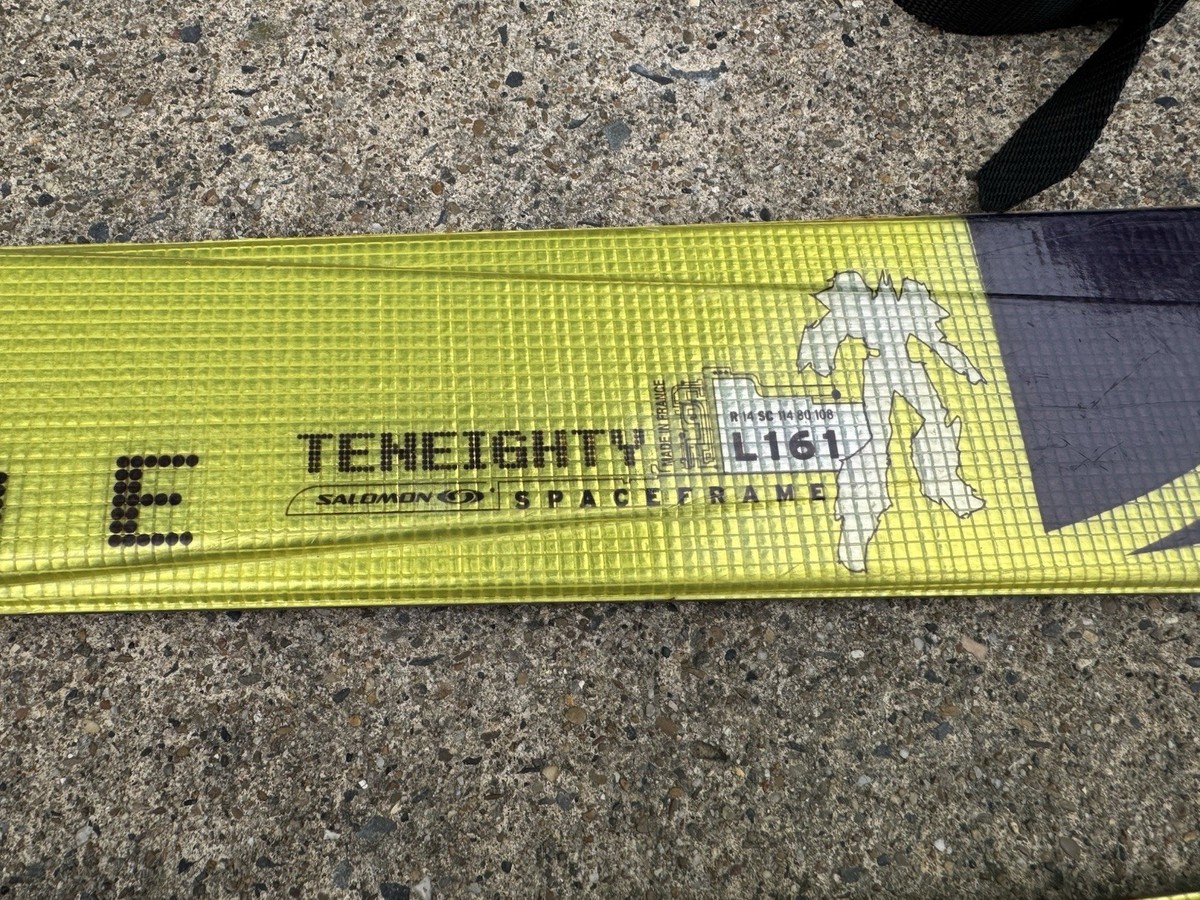 E
TENEIGHTY
SALOMON
SPACEFRAME
MADE IN FRANCE
R 14 SC 114 80 108
L161